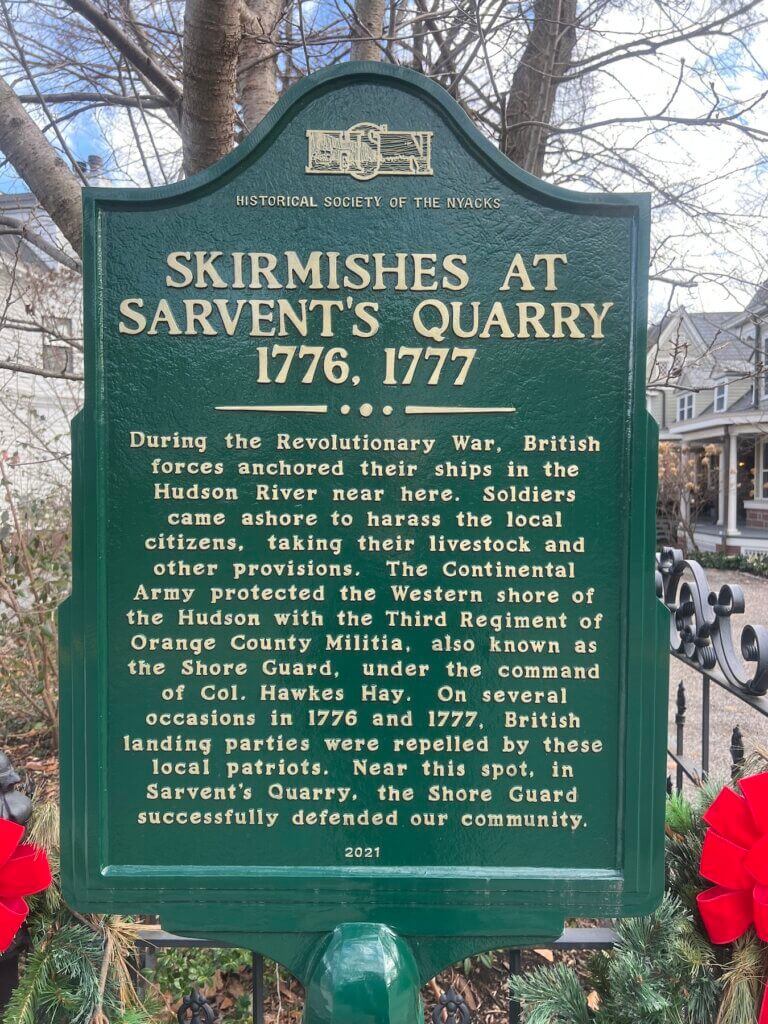 HSN
HISTORICAL SOCIETY OF THE NYACKS
SKIRMISHES AT
SARVENT'S QUARRY
1776, 1777
During the Revolutionary War, British
forces anchored their ships in the
Hudson River near here. Soldiers
came ashore to harass the local
citizens, taking their livestock and
other provisions. The Continental
Army protected the Western shore of
the Hudson with the Third Regiment of
Orange County Militia, also known as
the Shore Guard, under the command
of Col. Hawkes Hay. On several
occasions in 1776 and 1777, British
landing parties were repelled by these
local patriots. Near this spot, in
Sarvent's Quarry, the Shore Guard
successfully defended our community.
2021